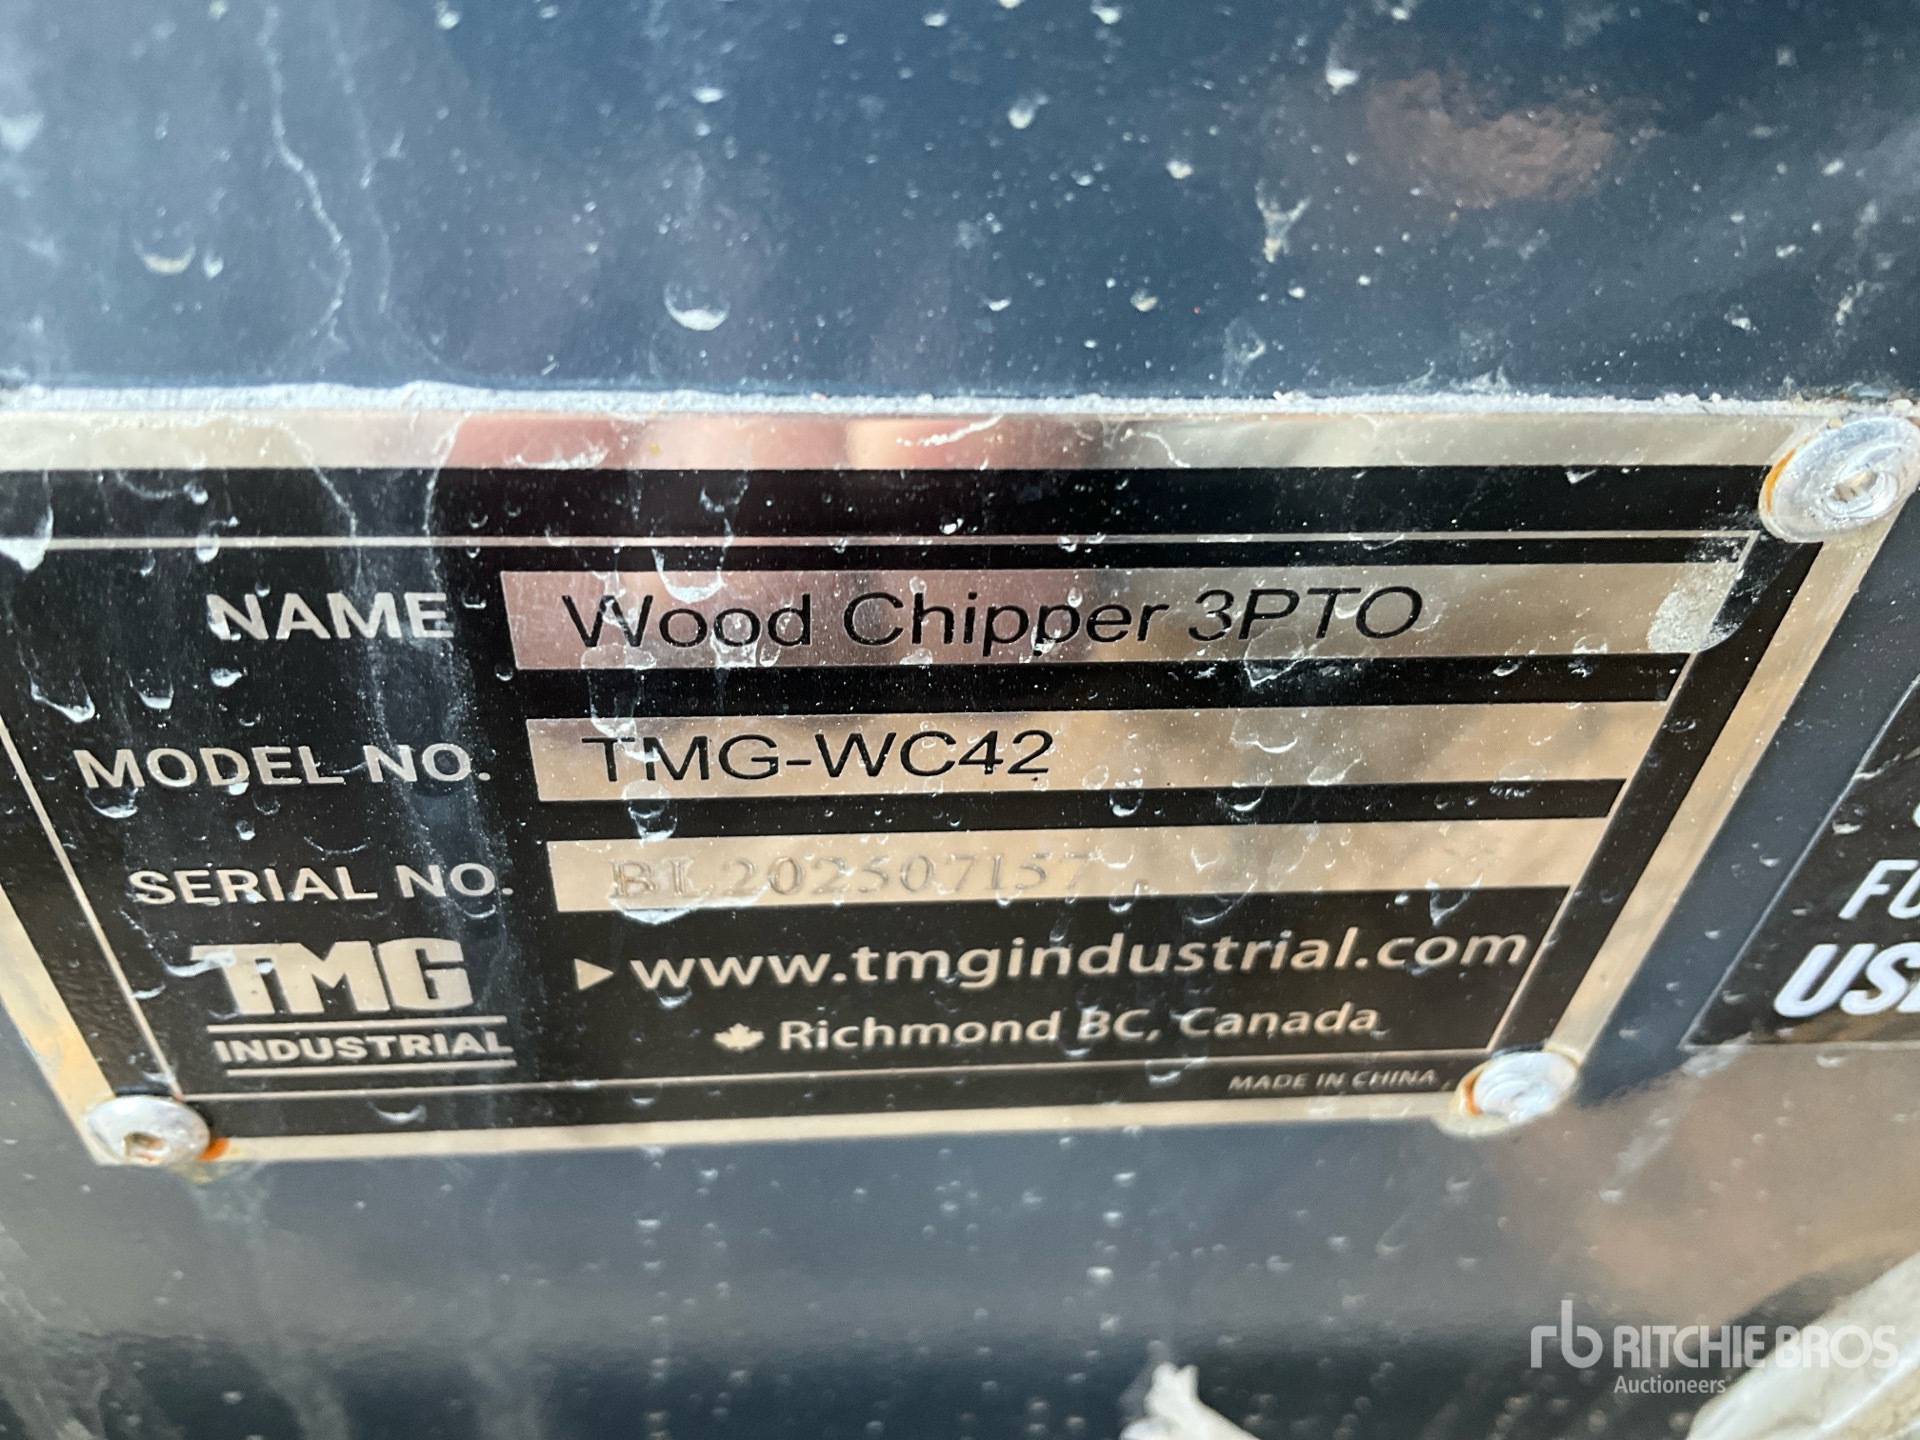 NAME Wood Chipper 3PTO
MODEL NO. TMG-WC42
SERIAL NO. BL202507157
TMG
INDUSTRIAL
www.tmgindustrial.com
Richmond BC, Canada
MADE IN CHINA
rb RITCHIE BROS
Auctioneers